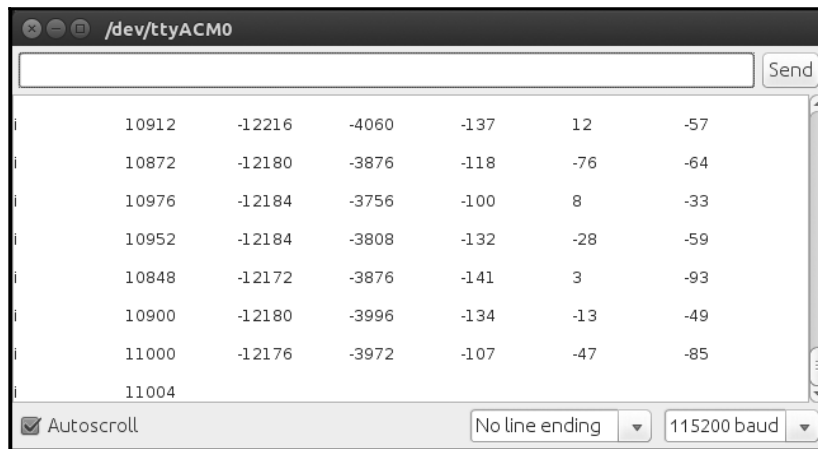 /dev/ttyACM0
Send
i 10912 -12216 -4060 -137 12 -57
i 10872 -12180 -3876 -118 -76 -64
i 10976 -12184 -3756 -100 8 -33
i 10952 -12184 -3808 -132 -28 -59
i 10848 -12172 -3876 -141 3 -93
i 10900 -12180 -3996 -134 -13 -49
i 11000 -12176 -3972 -107 -47 -85
i 11004
Autoscroll No line ending 115200 baud